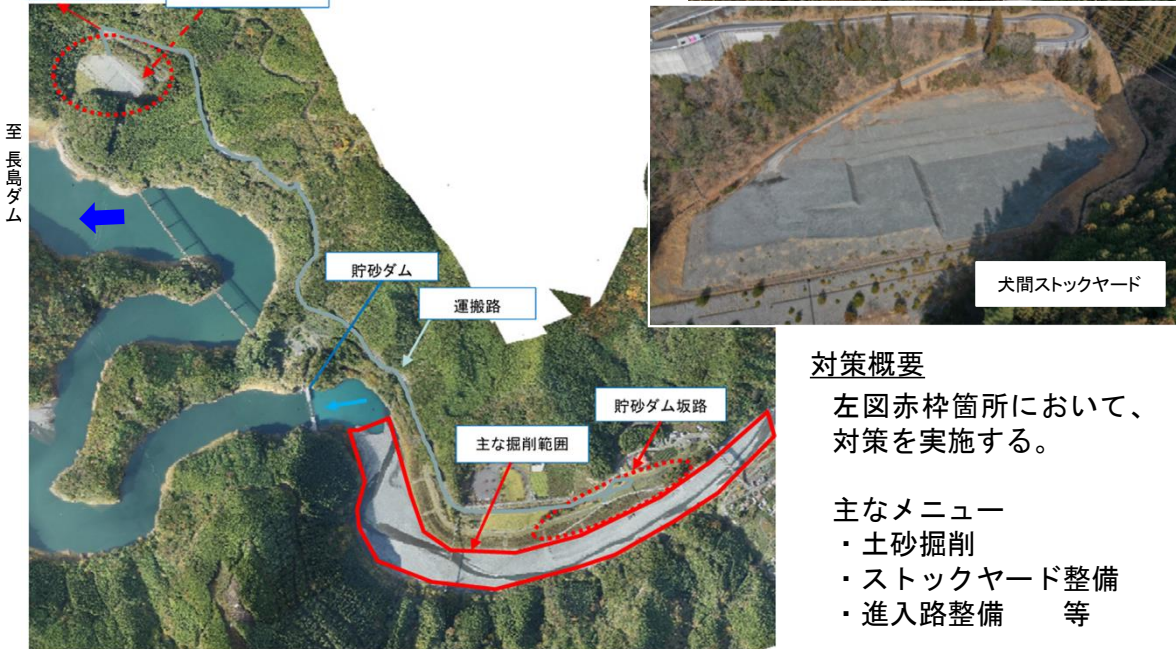 至 長島ダム
貯砂ダム
運搬路
貯砂ダム坂路
主な掘削範囲
犬間ストックヤード
対策概要
左図赤枠箇所において、
対策を実施する。
主なメニュー
・土砂掘削
・ストックヤード整備
・進入路整備　　等